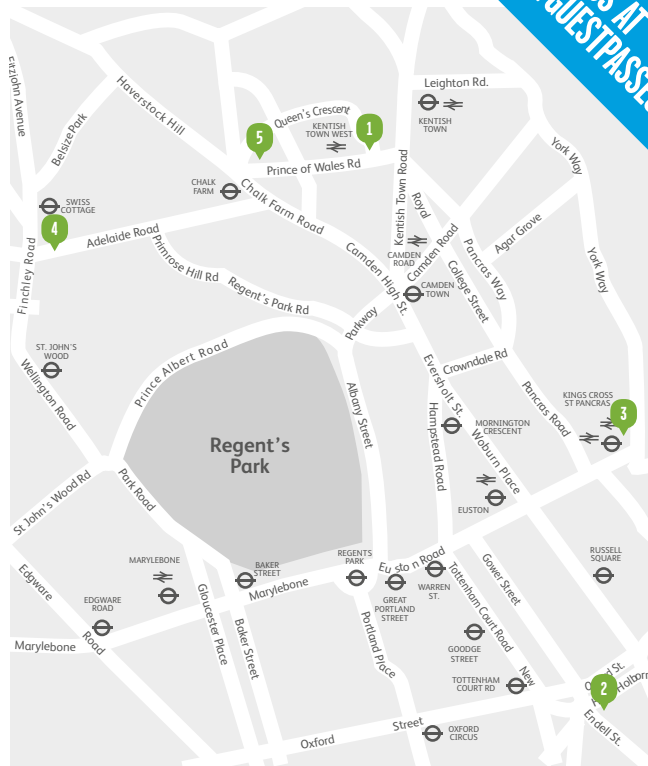 S AT
GUESTPASSES
Leighton Rd.
Haverstock Hill
Queen's Crescent
KENTISH
TOWN
KENTISH
TOWN WEST
1
5
Belsize Park
York Way
Prince of Wales Rd
CHALK
FARM
Kentish Town Road
Royal
College Street
SWISS
COTTAGE
4
Chalk Farm Road
Adelaide Road
Agar Grove
Camden Road
Pancras Way
CAMDEN
ROAD
Finchley Road
Primrose Hill Rd
Camden High St.
York Way
Regent's Park Rd
CAMDEN
TOWN
Parkway
ST. JOHN'S
WOOD
Prince Albert Road
Crowndale Rd
Wellington Road
Eversholt St.
Albany Street
Pancras Road
KINGS CROSS
ST PANCRAS
3
Hampstead Road
MORNINGTON
CRESCENT
Woburn Place
Regent's
Park
St John's Wood Rd
Park Road
EUSTON
MARYLEBONE
BAKER
STREET
REGENTS
PARK
Euston Road
RUSSELL
SQUARE
Edgware
Road
EDGWARE
ROAD
Marylebone
GREAT
PORTLAND
STREET
WARREN
ST.
Gower Street
Tottenham Court Road
Gloucester Place
Baker Street
Portland Place
GOODGE
STREET
Marylebone
TOTTENHAM
COURT RD
New
2
Endell St.
Oxford
Street
OXFORD
CIRCUS